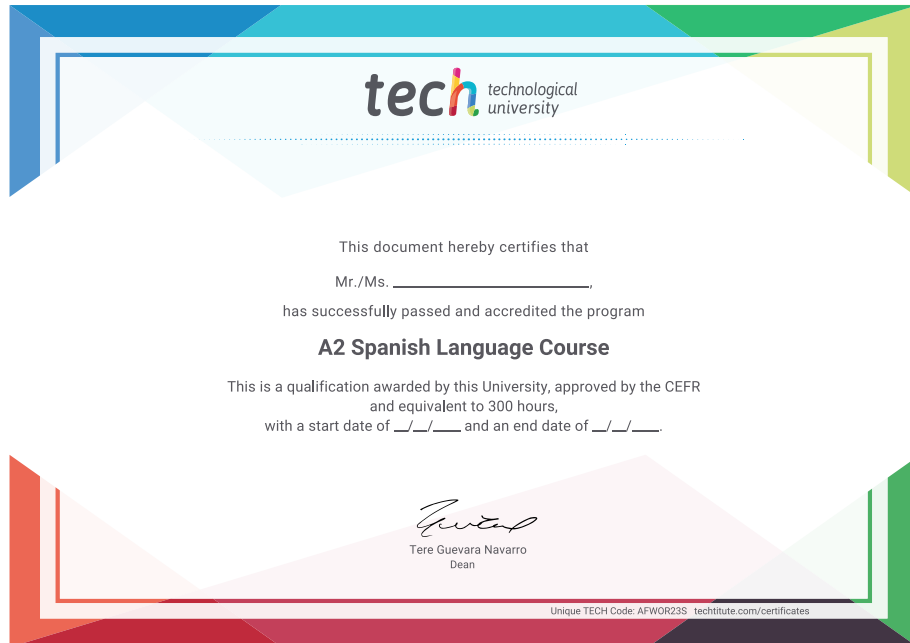 tech technological
university
This document hereby certifies that
Mr./Ms. ____________________,
has successfully passed and accredited the program
A2 Spanish Language Course
This is a qualification awarded by this University, approved by the CEFR
and equivalent to 300 hours,
with a start date of __/__/____ and an end date of __/__/____.
Tere Guevara Navarro
Dean
Unique TECH Code: AFWOR23S techtitute.com/certificates